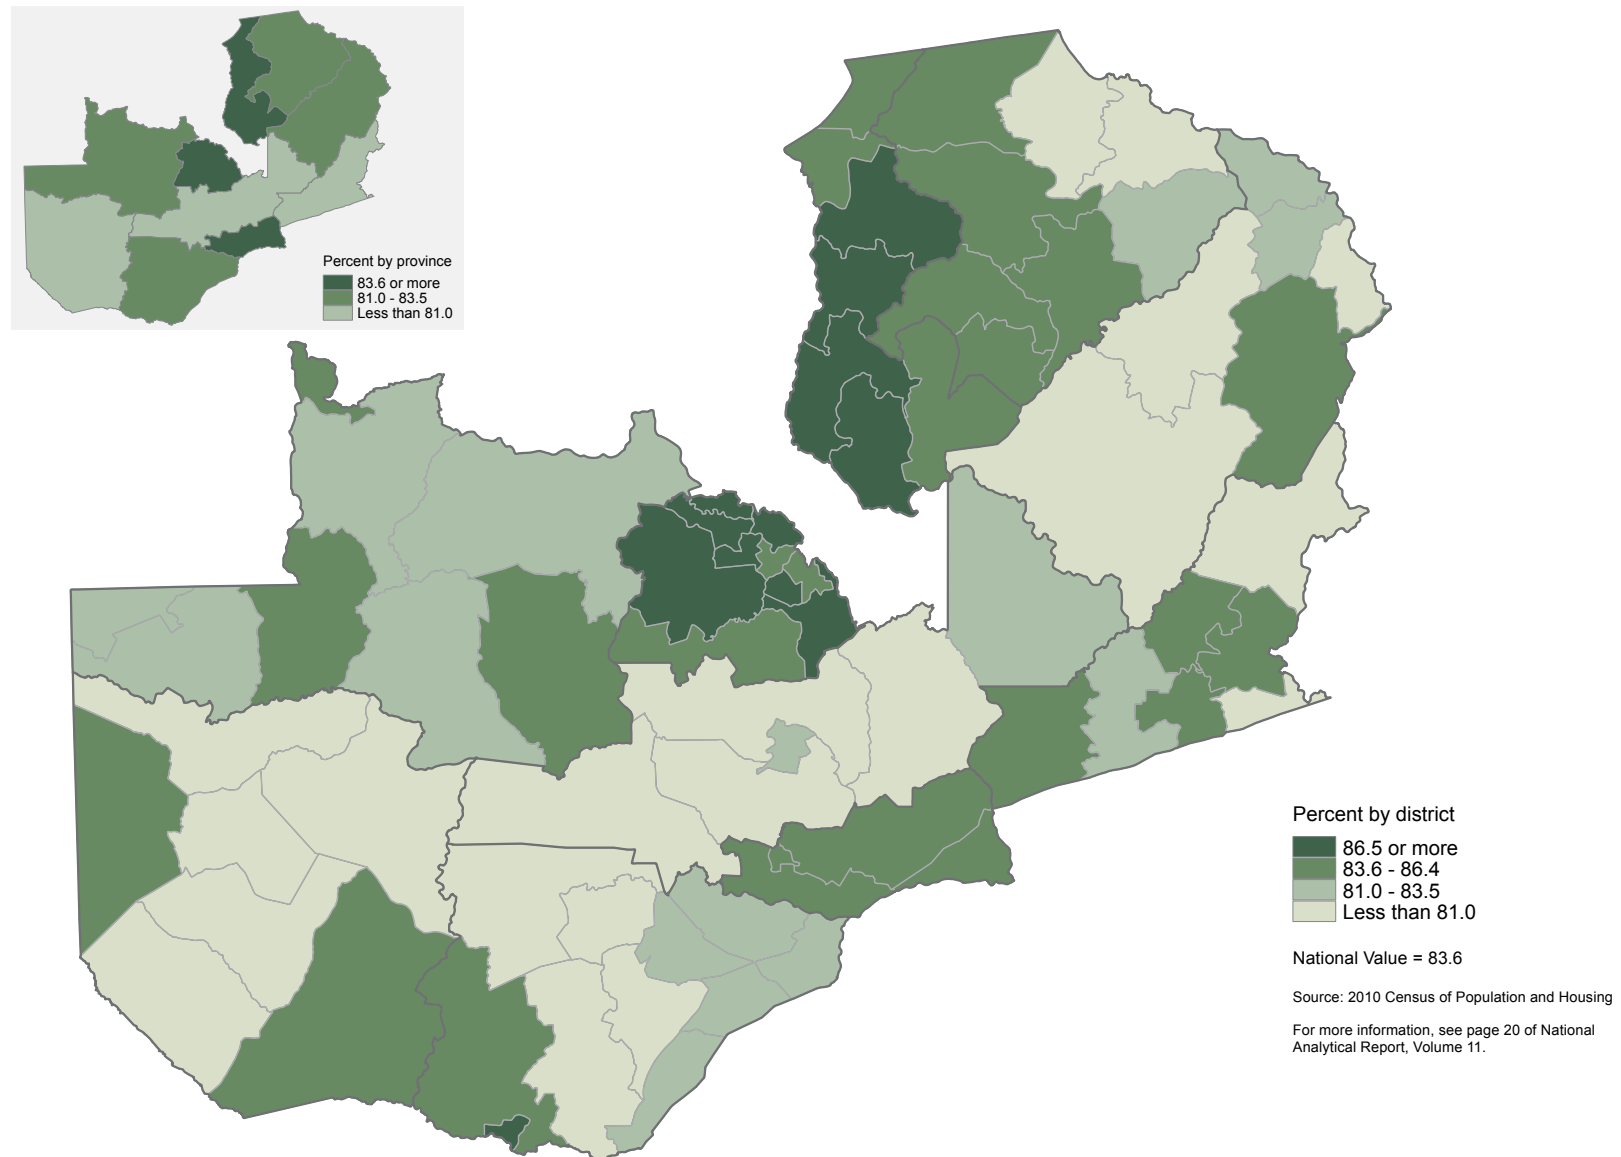 Percent by province
83.6 or more
81.0 - 83.5
Less than 81.0
Percent by district
86.5 or more
83.6 - 86.4
81.0 - 83.5
Less than 81.0
National Value = 83.6
Source: 2010 Census of Population and Housing
For more information, see page 20 of National
Analytical Report, Volume 11.